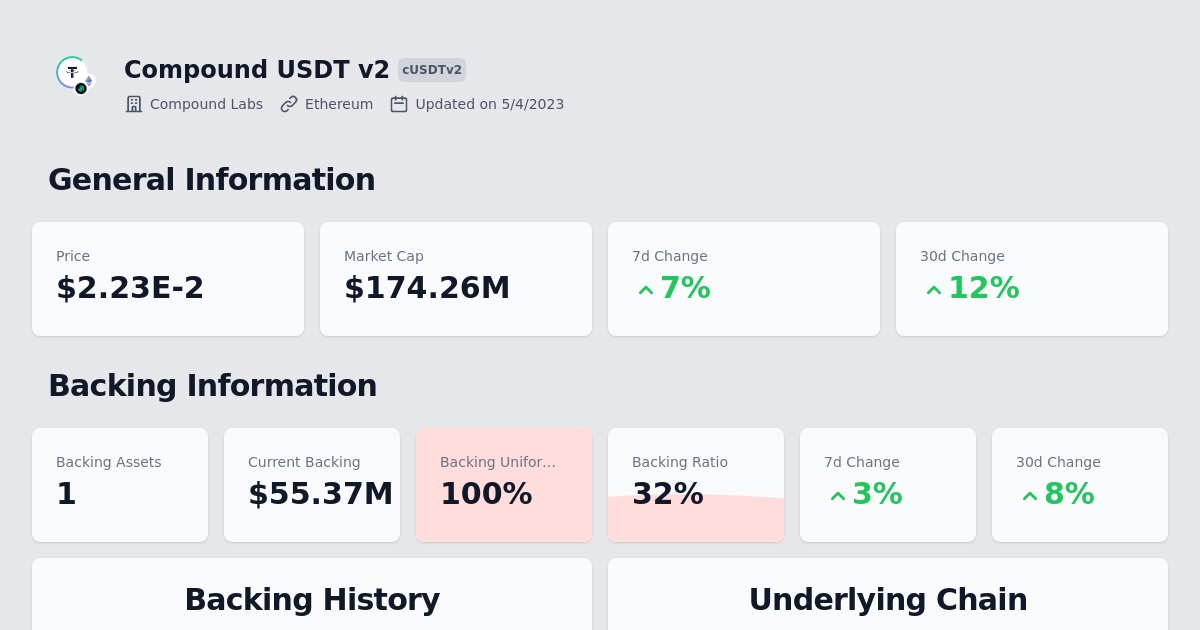 Compound USDT v2 cUSDTv2
Compound Labs Ethereum Updated on 5/4/2023
General Information
Price
$2.23E-2
Market Cap
$174.26M
7d Change
7%
30d Change
12%
Backing Information
Backing Assets
1
Current Backing
$55.37M
Backing Unifor...
100%
Backing Ratio
32%
7d Change
3%
30d Change
8%
Backing History
Underlying Chain